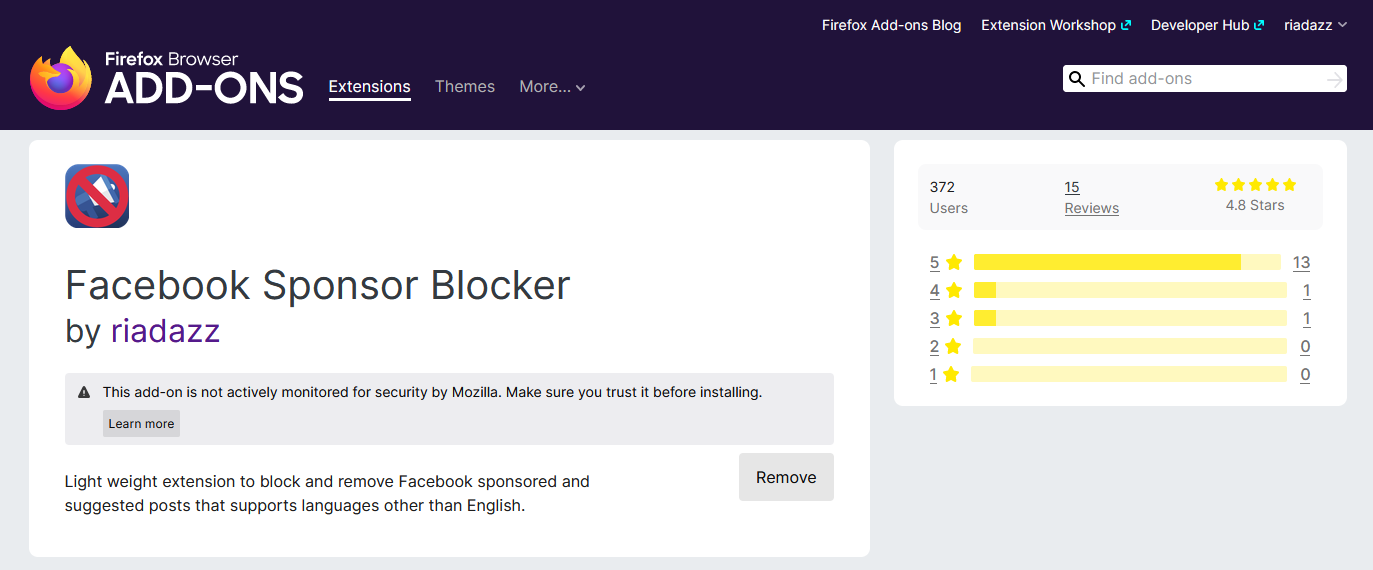 Firefox Add-ons Blog Extension Workshop Developer Hub riadazz
Firefox Browser
ADD-ONS
Extensions Themes More...
Find add-ons
Facebook Sponsor Blocker
by riadazz
This add-on is not actively monitored for security by Mozilla. Make sure you trust it before installing.
Learn more
Light weight extension to block and remove Facebook sponsored and
suggested posts that supports languages other than English.
Remove
372 15
Users Reviews 4.8 Stars
5 13
4 1
3 1
2 0
1 0